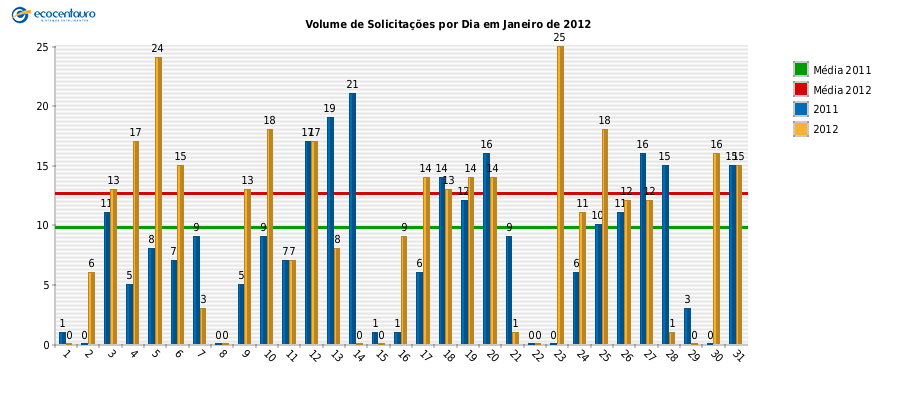 ecocentauro
Volume de Solicitações por Dia em Janeiro de 2012
25
20
15
10
5
0
1 0 0 6 11 13 5 17 8 24 7 15 9 3 0 0 5 13 9 18 7 7 17 17 19 8 21 0 1 0 1 9 6 14 14 13 12 14 16 14 9 1 0 0 0 25 6 11 10 18 11 12 16 12 15 1 3 0 0 16 15 15
1 2 3 4 5 6 7 8 9 10 11 12 13 14 15 16 17 18 19 20 21 22 23 24 25 26 27 28 29 30 31
Média 2011
Média 2012
2011
2012